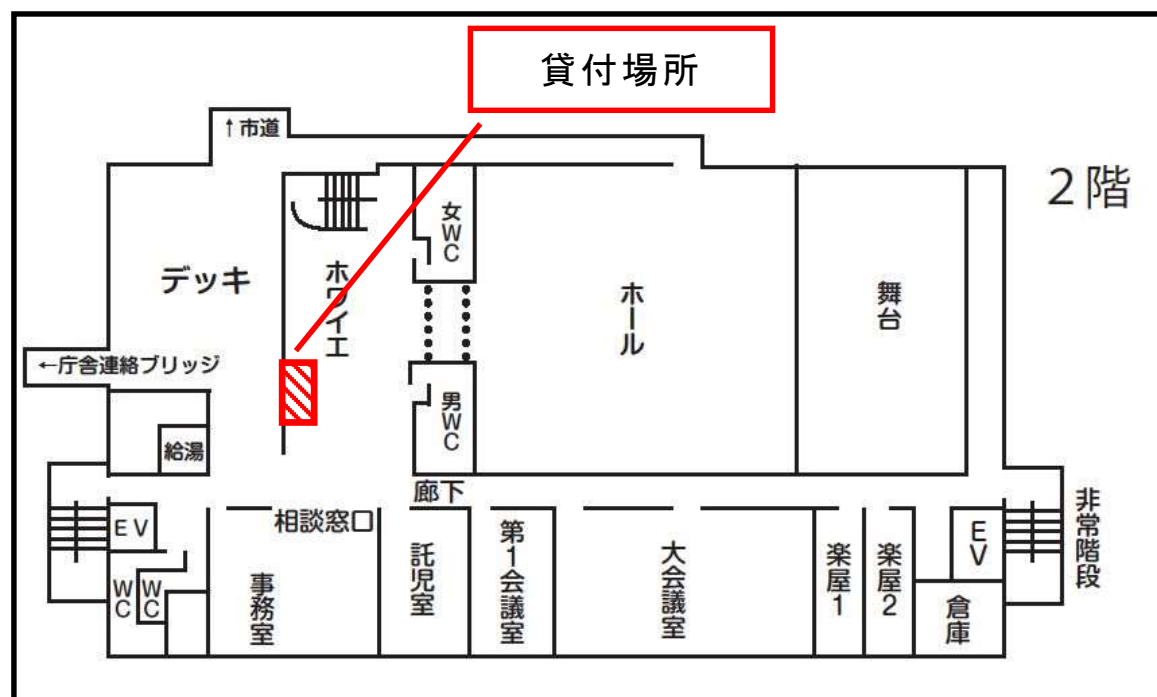 貸付場所
↑市道
2階
女WC
デッキ
ホワイエ
ホール
舞台
←庁舎連絡ブリッジ
男WC
給湯
廊下
EV
相談窓口
非常階段
EV
WC
WC
事務室
託児室
第1会議室
大会議室
楽屋1
楽屋2
倉庫